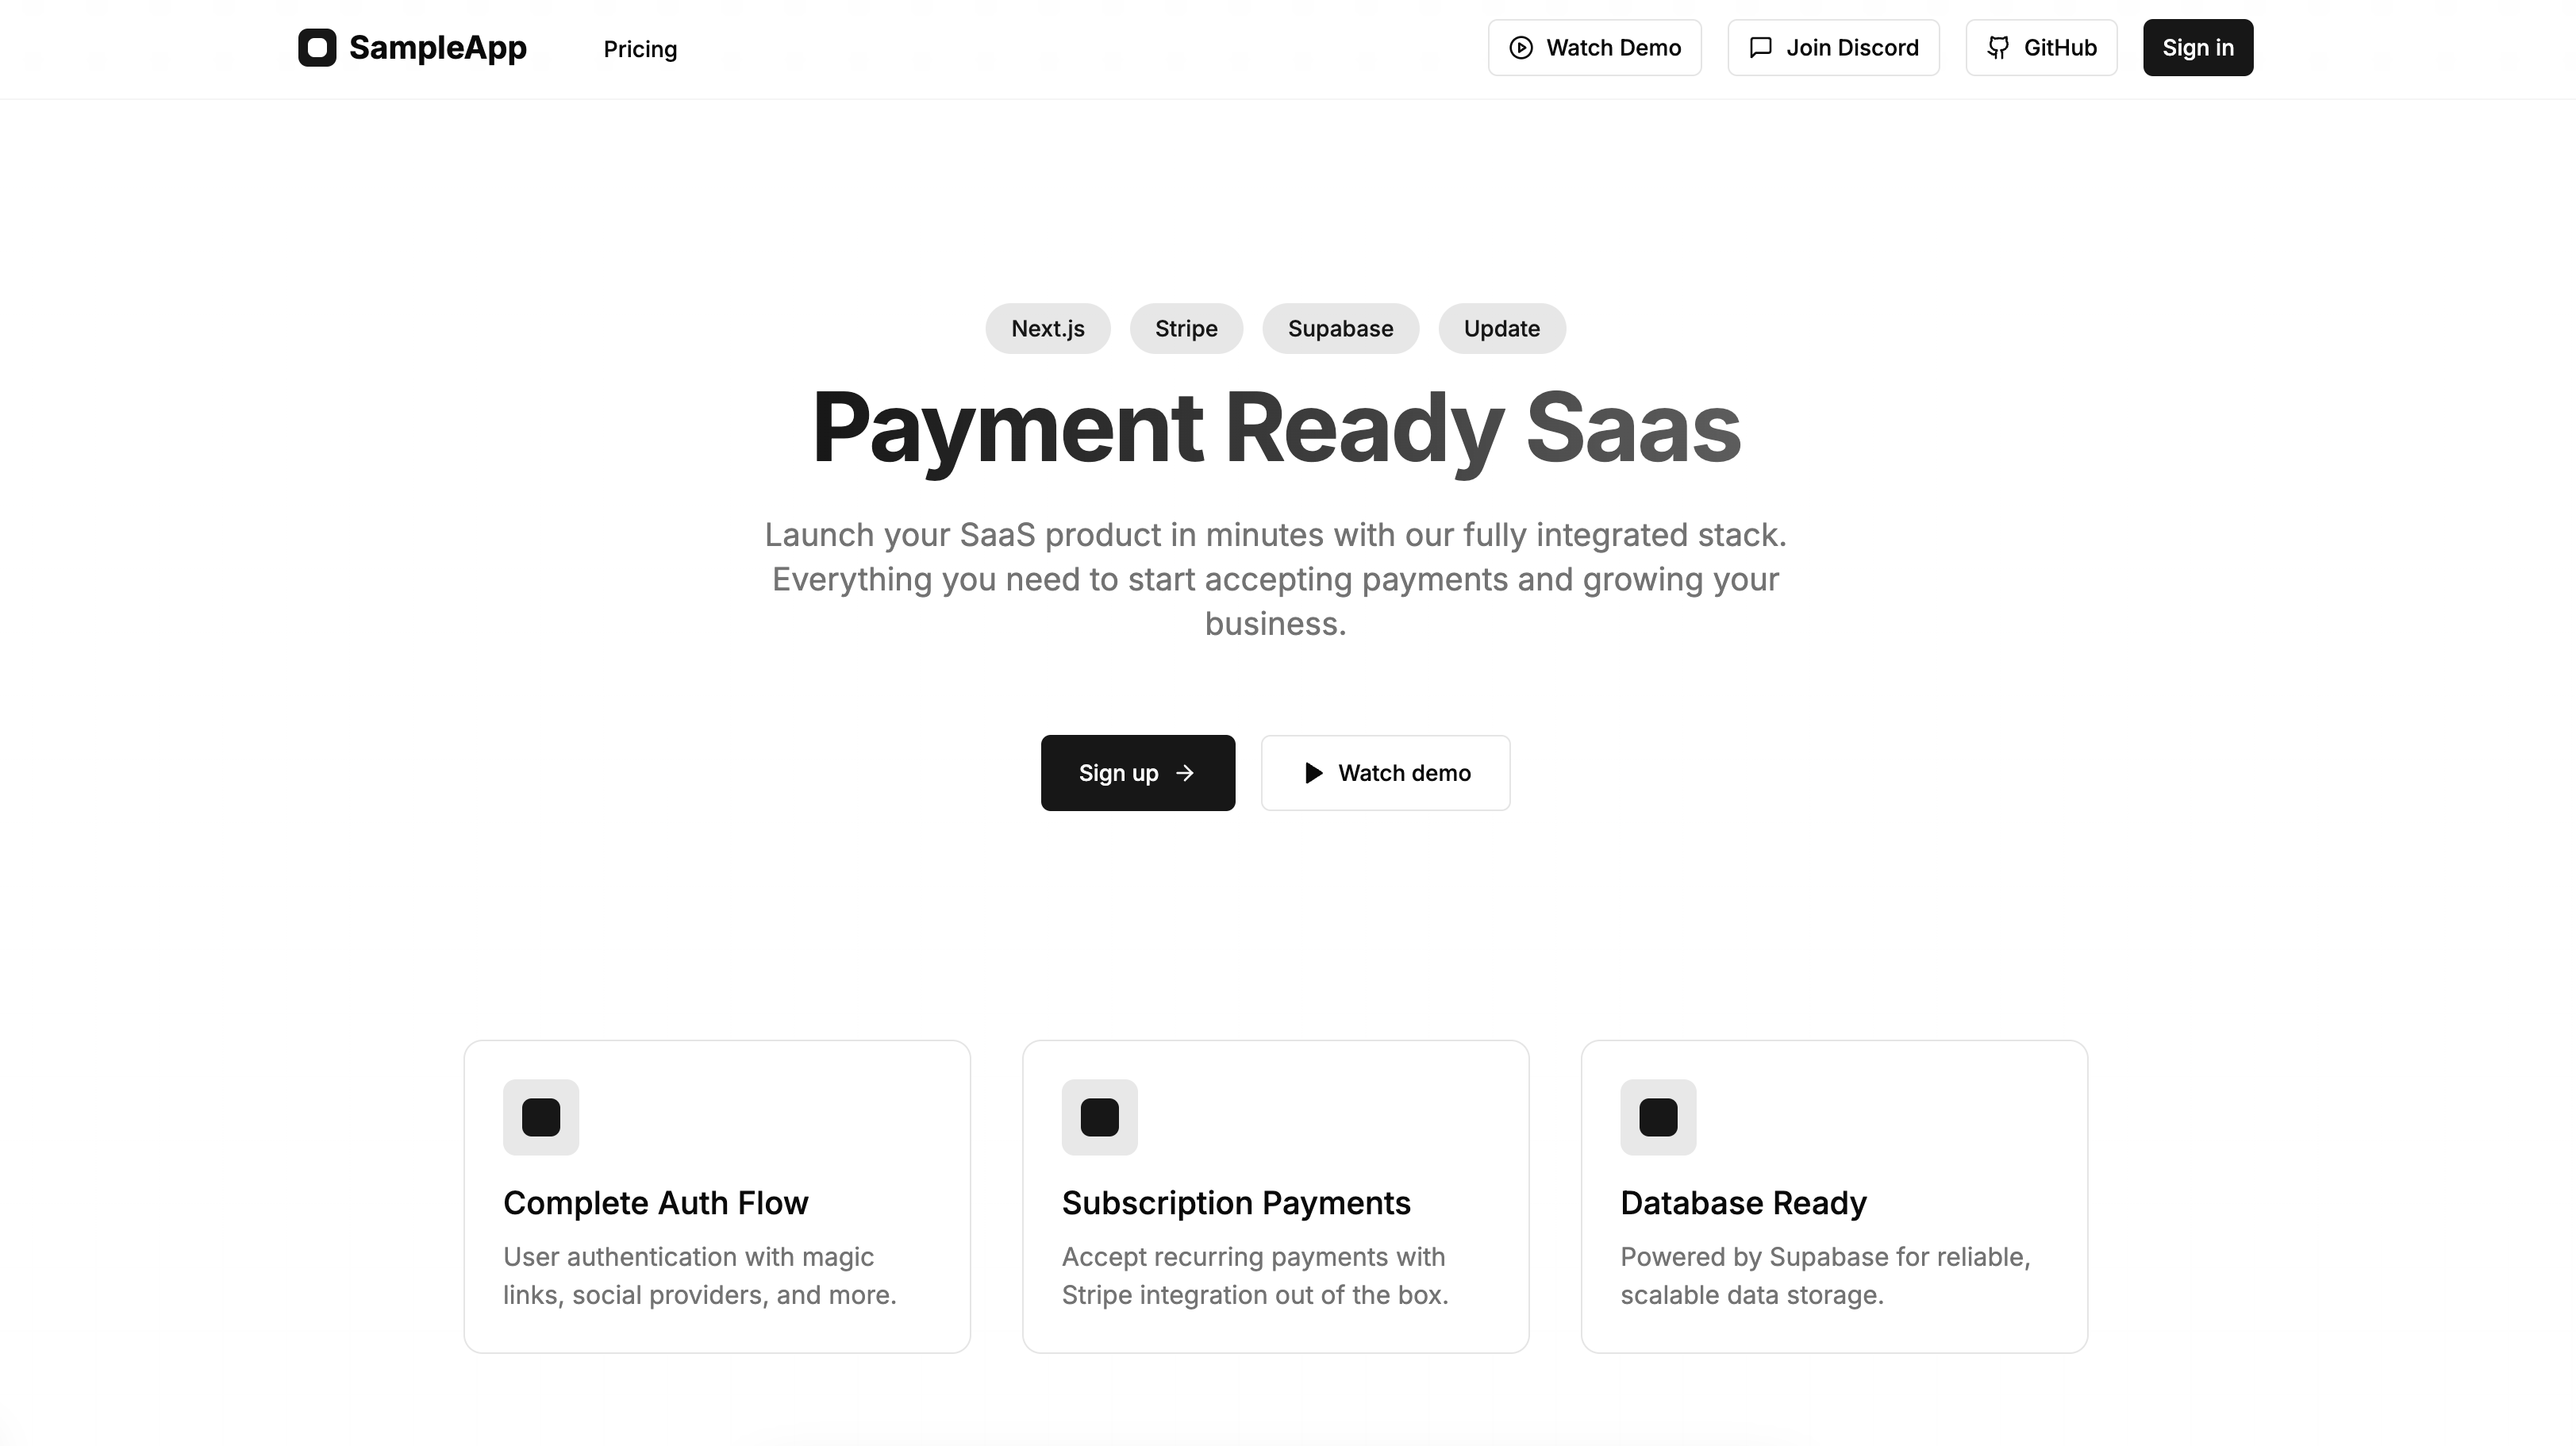 SampleApp
Pricing
Watch Demo
Join Discord
GitHub
Sign in
Next.js
Stripe
Supabase
Update
Payment Ready Saas
Launch your SaaS product in minutes with our fully integrated stack.
Everything you need to start accepting payments and growing your
business.
Sign up
Watch demo
Complete Auth Flow
User authentication with magic
links, social providers, and more.
Subscription Payments
Accept recurring payments with
Stripe integration out of the box.
Database Ready
Powered by Supabase for reliable,
scalable data storage.